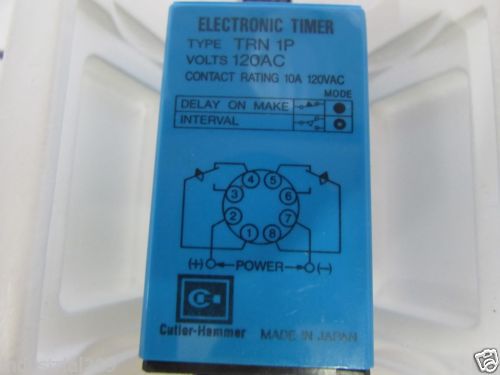 ELECTRONIC TIMER
TYPE TRN 1P
VOLTS 120AC
CONTACT RATING 10A 120VAC
MODE
DELAY ON MAKE
INTERVAL
4 5
3 6
2 7
1 8
(+) POWER (-)
Cutler-Hammer MADE IN JAPAN
ebay